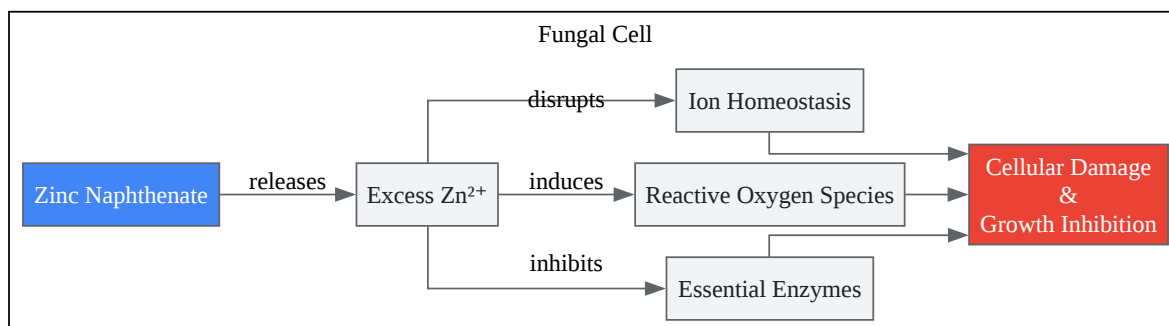 Fungal Cell
disrupts
Ion Homeostasis
Zinc Naphthenate
releases
Excess Zn²⁺
induces
Reactive Oxygen Species
Cellular Damage
&
Growth Inhibition
inhibits
Essential Enzymes